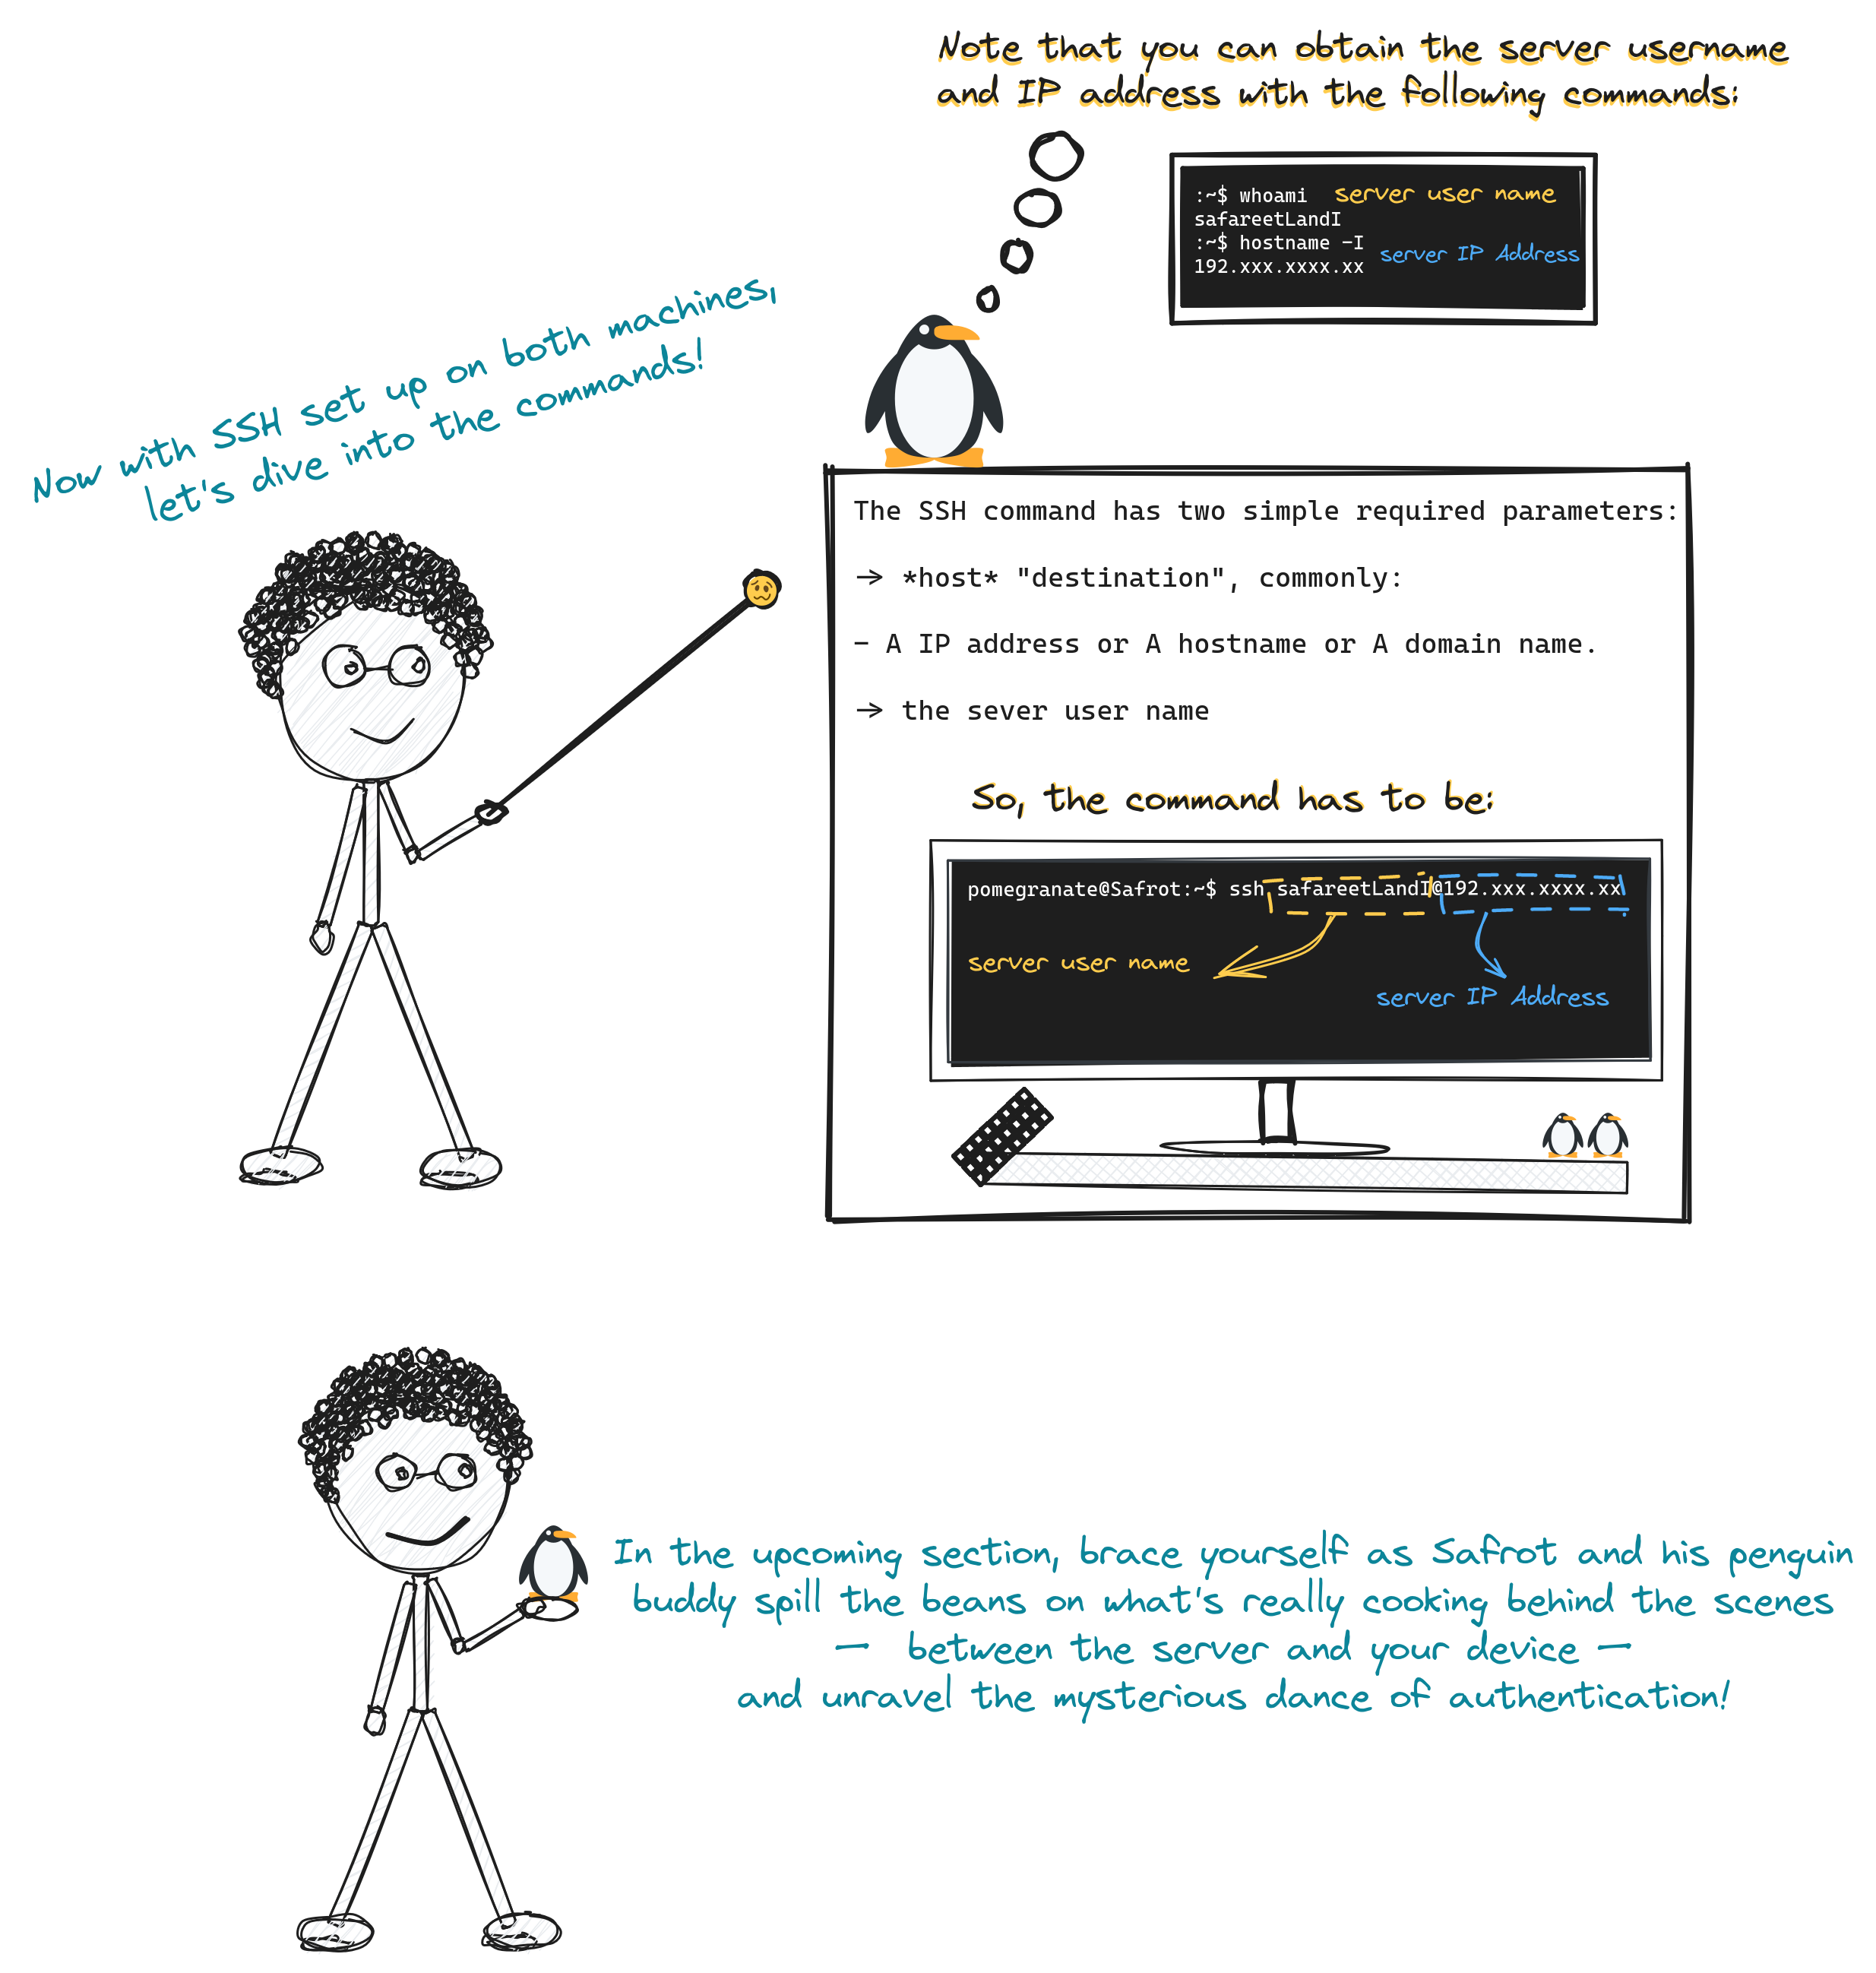 Note that you can obtain the server username
and IP address with the following commands:
:~$ whoami server user name
safareetLandI
:~$ hostname -I server IP Address
192.xxx.xxxx.xx
Now with SSH set up on both machines,
let's dive into the commands!
The SSH command has two simple required parameters:
→ *host* "destination", commonly:
- A IP address or A hostname or A domain name.
→ the sever user name
So, the command has to be:
pomegranate@Safrot:~$ ssh safareetLandI@192.xxx.xxxx.xx
server user name
server IP Address
In the upcoming section, brace yourself as Safrot and his penguin
buddy spill the beans on what's really cooking behind the scenes
— between the server and your device —
and unravel the mysterious dance of authentication!